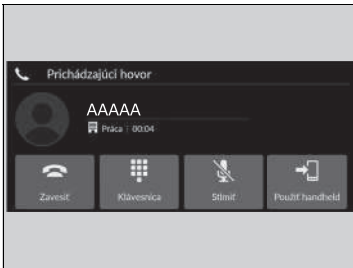 Prichádzajúci hovor
AAAAA
Práca | 00:04
Zavesiť
Klávesnica
Stlmiť
Použiť handheld